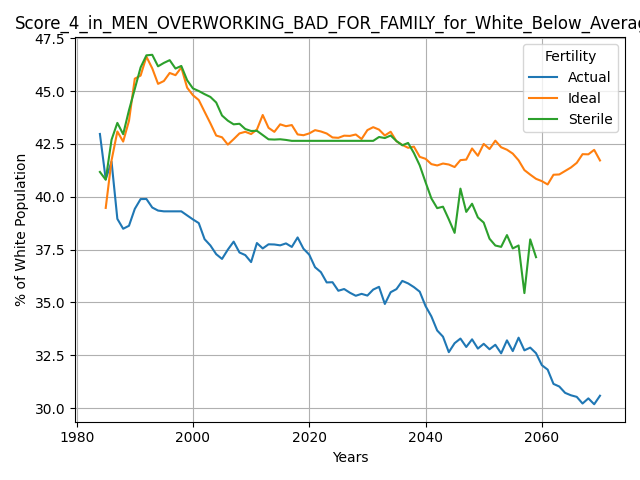 Score_4_in_MEN_OVERWORKING_BAD_FOR_FAMILY_for_White_Below_Averag
47.5
45.0
42.5
40.0
37.5
35.0
32.5
30.0
% of White Population
Fertility
Actual
Ideal
Sterile
1980
2000
2020
2040
2060
Years